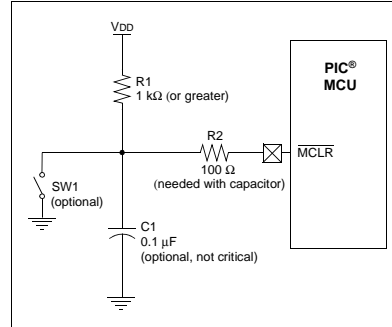 VDD
R1
1 kΩ (or greater)
PIC®
MCU
R2
MCLR
100 Ω
(needed with capacitor)
SW1
(optional)
C1
0.1 μF
(optional, not critical)